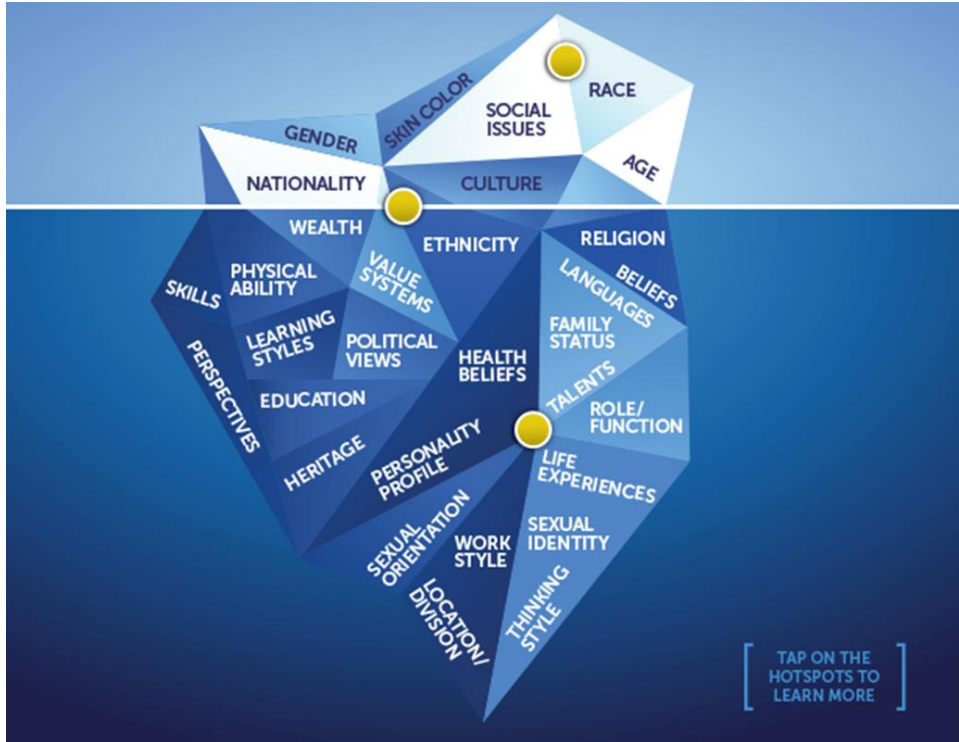 RACE
SKIN COLOR
SOCIAL
ISSUES
GENDER
AGE
NATIONALITY
CULTURE
WEALTH
ETHNICITY
RELIGION
VALUE
SYSTEMS
LANGUAGES
BELIEFS
PHYSICAL
ABILITY
SKILLS
LEARNING
STYLES
POLITICAL
VIEWS
FAMILY
STATUS
HEALTH
BELIEFS
PERSPECTIVES
EDUCATION
TALENTS
ROLE/
FUNCTION
HERITAGE
PERSONALITY
PROFILE
LIFE
EXPERIENCES
SEXUAL
ORIENTATION
WORK
STYLE
SEXUAL
IDENTITY
LOCATION/
DIVISION
THINKING
STYLE
TAP ON THE
HOTSPOTS TO
LEARN MORE